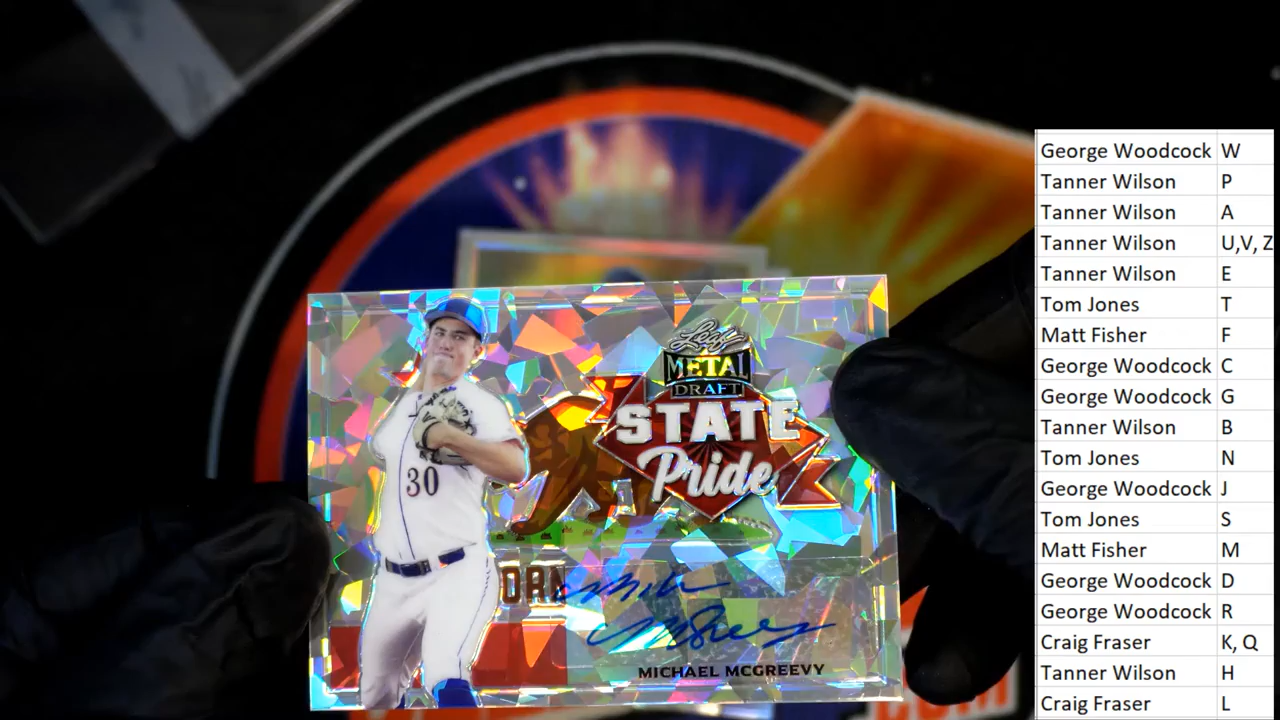 Leaf
METAL
DRAFT
STATE
Pride
30
ORN
MICHAEL MCGREEVY
George Woodcock W
Tanner Wilson P
Tanner Wilson A
Tanner Wilson U,V, Z
Tanner Wilson E
Tom Jones T
Matt Fisher F
George Woodcock C
George Woodcock G
Tanner Wilson B
Tom Jones N
George Woodcock J
Tom Jones S
Matt Fisher M
George Woodcock D
George Woodcock R
Craig Fraser K, Q
Tanner Wilson H
Craig Fraser L